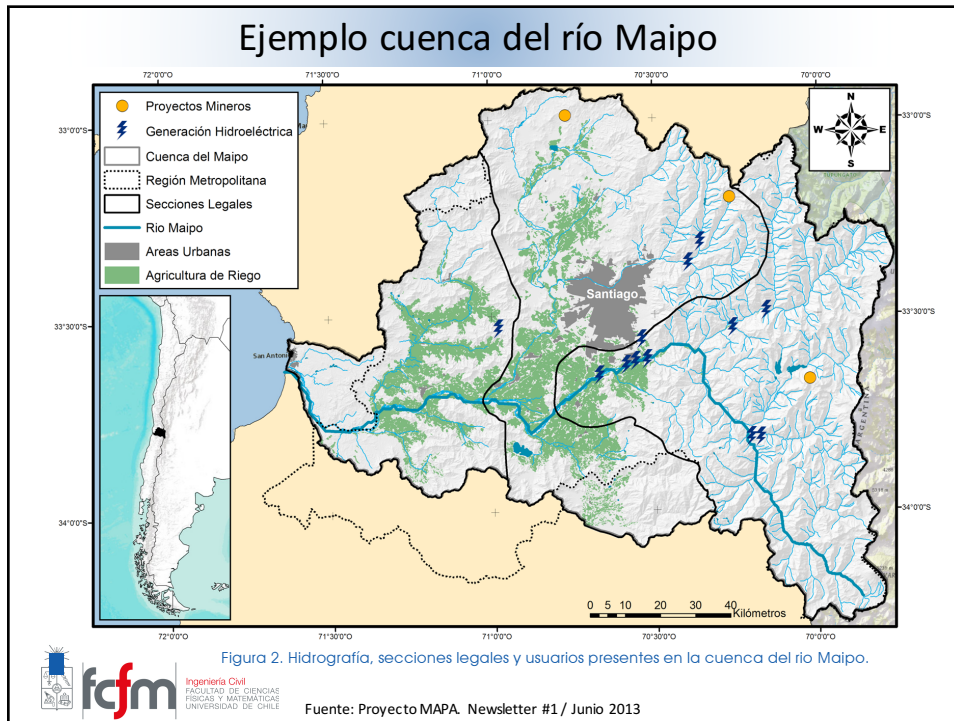 Ejemplo cuenca del río Maipo
72°0'0"O
71°30'0"O
71°0'0"O
70°30'0"O
70°0'0"O
Proyectos Mineros
Generación Hidroeléctrica
Cuenca del Maipo
Región Metropolitana
Secciones Legales
Rio Maipo
Areas Urbanas
Agricultura de Riego
N
W
E
S
33°0'0"S
33°0'0"S
Santiago
33°30'0"S
33°30'0"S
San Antoni
ARGENTIN
34°0'0"S
34°0'0"S
0 5 10 20 30 40
Kilómetros
72°0'0"O
71°30'0"O
71°0'0"O
70°30'0"O
70°0'0"O
Figura 2. Hidrografía, secciones legales y usuarios presentes en la cuenca del rio Maipo.
fcfm
Ingeniería Civil
FACULTAD DE CIENCIAS
FÍSICAS Y MATEMÁTICAS
UNIVERSIDAD DE CHILE
Fuente: Proyecto MAPA. Newsletter #1 / Junio 2013